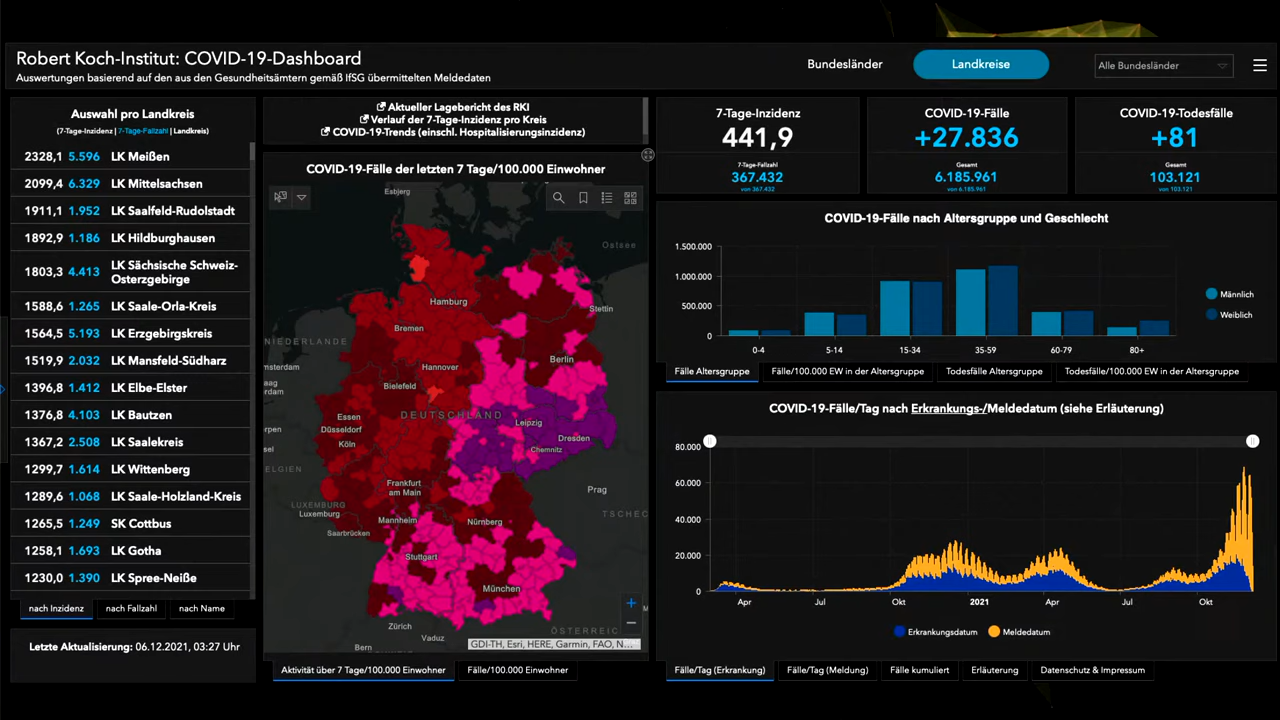 Robert Koch-Institut: COVID-19-Dashboard
Auswertungen basierend auf den aus den Gesundheitsämtern gemäß IfSG übermittelten Meldedaten
Bundesländer
Landkreise
Alle Bundesländer
Auswahl pro Landkreis
(7-Tage-Inzidenz | 7-Tage-Fallzahl | Landkreis)
2328,1 5.596 LK Meißen
2099,4 6.329 LK Mittelsachsen
1911,1 1.952 LK Saalfeld-Rudolstadt
1892,9 1.186 LK Hildburghausen
1803,3 4.413 LK Sächsische Schweiz-
Osterzgebirge
1588,6 1.265 LK Saale-Orla-Kreis
1564,5 5.193 LK Erzgebirgskreis
1519,9 2.032 LK Mansfeld-Südharz
1396,8 1.412 LK Elbe-Elster
1376,8 4.103 LK Bautzen
1367,2 2.508 LK Saalekreis
1299,7 1.614 LK Wittenberg
1289,6 1.068 LK Saale-Holzland-Kreis
1265,5 1.249 SK Cottbus
1258,1 1.693 LK Gotha
1230,0 1.390 LK Spree-Neiße
nach Inzidenz
nach Fallzahl
nach Name
Letzte Aktualisierung: 06.12.2021, 03:27 Uhr
Aktueller Lagebericht des RKI
Verlauf der 7-Tage-Inzidenz pro Kreis
COVID-19-Trends (einschl. Hospitalisierungsinzidenz)
COVID-19-Fälle der letzten 7 Tage/100.000 Einwohner
Esbjerg
Ostsee
Hamburg
Stettin
Bremen
NIEDERLANDE
Berlin
msterdam
Hannover
aag
erdam
Bielefeld
DEUTSCHLAND
Essen
Leipzig
rpen
Düsseldorf
Dresden
Köln
Chemnitz
sel
ELGIEN
Frankfurt
am Main
Prag
LUXEMBURG
Luxemburg
Mannheim
Nürnberg
TSCHEC
Saarbrücken
Stuttgart
München
Zürich
Vaduz
ÖSTERREIC
Bern
M
GDI-TH, Esri, HERE, Garmin, FAO, N...
Aktivität über 7 Tage/100.000 Einwohner
Fälle/100.000 Einwohner
7-Tage-Inzidenz
441,9
7-Tage-Fallzahl
367.432
von 367.432
COVID-19-Fälle
+27.836
Gesamt
6.185.961
von 6.185.961
COVID-19-Todesfälle
+81
Gesamt
103.121
von 103.121
COVID-19-Fälle nach Altersgruppe und Geschlecht
1.500.000
1.000.000
500.000
0
0-4
5-14
15-34
35-59
60-79
80+
Männlich
Weiblich
Fälle Altersgruppe
Fälle/100.000 EW in der Altersgruppe
Todesfälle Altersgruppe
Todesfälle/100.000 EW in der Altersgruppe
COVID-19-Fälle/Tag nach Erkrankungs-/Meldedatum (siehe Erläuterung)
80.000
60.000
40.000
20.000
0
Apr
Jul
Okt
2021
Apr
Jul
Okt
Erkrankungsdatum
Meldedatum
Fälle/Tag (Erkrankung)
Fälle/Tag (Meldung)
Fälle kumuliert
Erläuterung
Datenschutz & Impressum